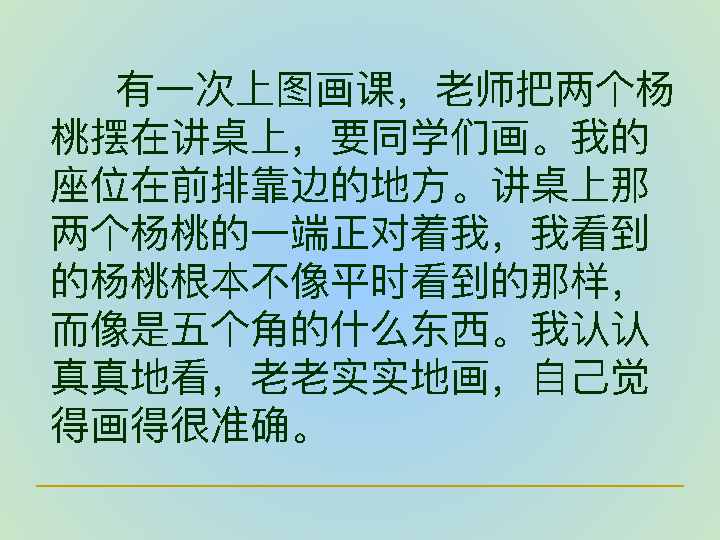 有一次上图画课，老师把两个杨
桃摆在讲桌上，要同学们画。我的
座位在前排靠边的地方。讲桌上那
两个杨桃的一端正对着我，我看到
的杨桃根本不像平时看到的那样，
而像是五个角的什么东西。我认认
真真地看，老老实实地画，自己觉
得画得很准确。